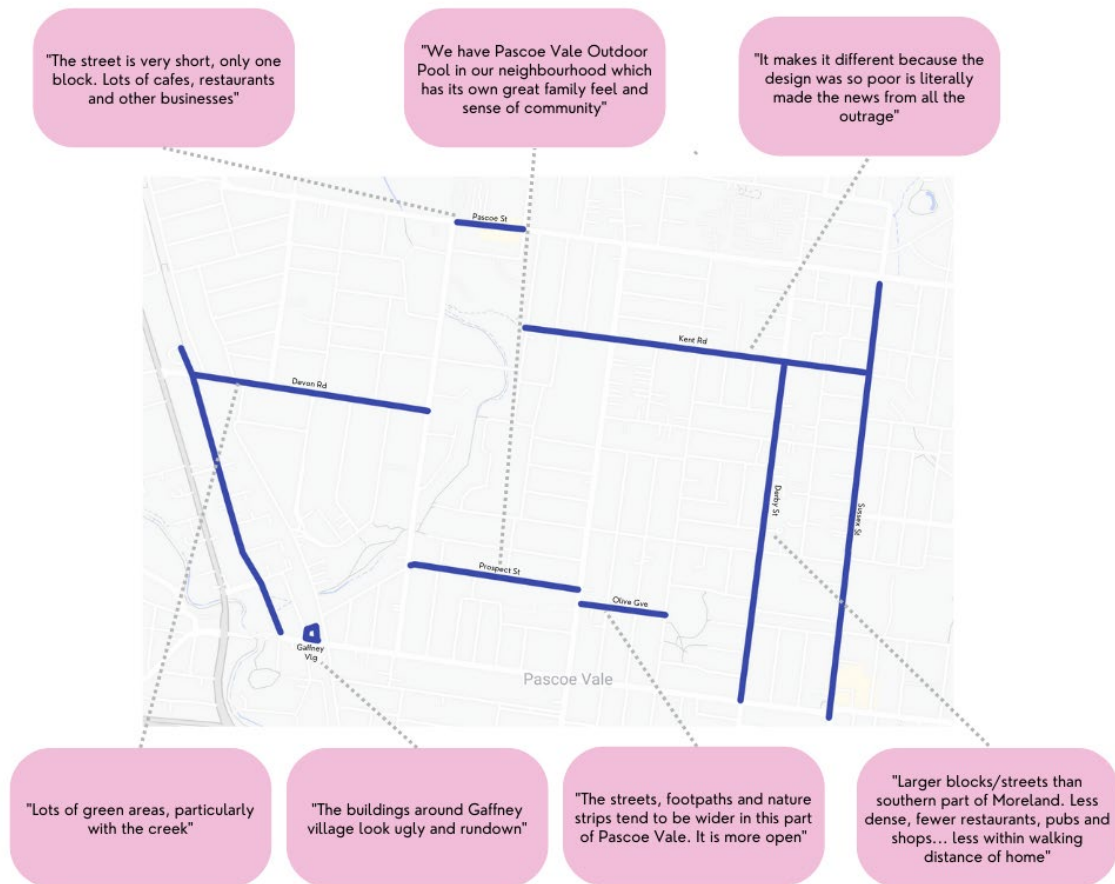 "The street is very short, only one
block. Lots of cafes, restaurants
and other businesses"
"We have Pascoe Vale Outdoor
Pool in our neighbourhood which
has its own great family feel and
sense of community"
"It makes it different because the
design was so poor is literally
made the news from all the
outrage"
Pascoe St
Kent Rd
Devon Rd
Derby St
Sussex St
Prospect St
Olive Gve
Gaffney
Vlg
Pascoe Vale
"Lots of green areas, particularly
with the creek"
"The buildings around Gaffney
village look ugly and rundown"
"The streets, footpaths and nature
strips tend to be wider in this part
of Pascoe Vale. It is more open"
"Larger blocks/streets than
southern part of Moreland. Less
dense, fewer restaurants, pubs and
shops... less within walking
distance of home"